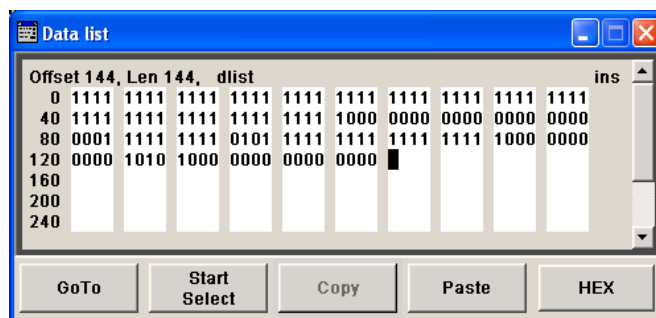 Data list
Offset 144, Len 144, dlist ins
0 1111 1111 1111 1111 1111 1111 1111 1111 1111 1111
40 1111 1111 1111 1111 1111 1000 0000 0000 0000 0000
80 0001 1111 1111 0101 1111 1111 1111 1111 1000 0000
120 0000 1010 1000 0000 0000 0000
160
200
240
GoTo Start Select Copy Paste HEX